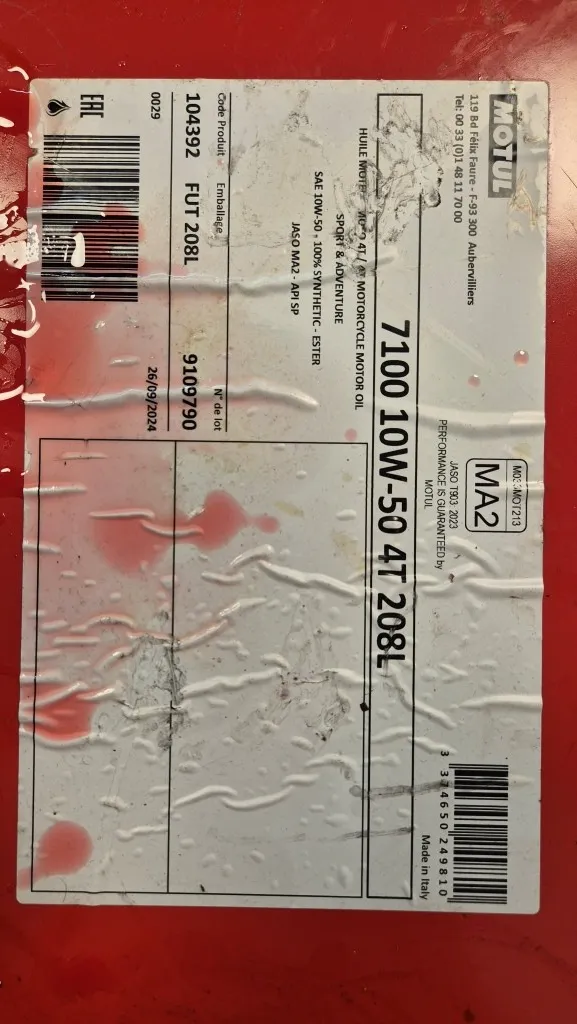 MOTUL
119 Bd Félix Faure - F-93 300 Aubervilliers
Tel: 00 33 (0)1 48 11 70 00
M033MOT213
MA2
JASO T903: 2023
PERFORMANCE IS GUARANTEED by
MOTUL
3 374650 249810
Made in Italy
7100 10W-50 4T 208L
HUILE MOTEUR 4T/ MOTORCYCLE MOTOR OIL
SPORT & ADVENTURE
SAE 10W-50 - 100% SYNTHETIC - ESTER
JASO MA2 - API SP
Code Produit Emballage N° de lot
104392 FUT 208L 9109790
0029 26/09/2024
EAC